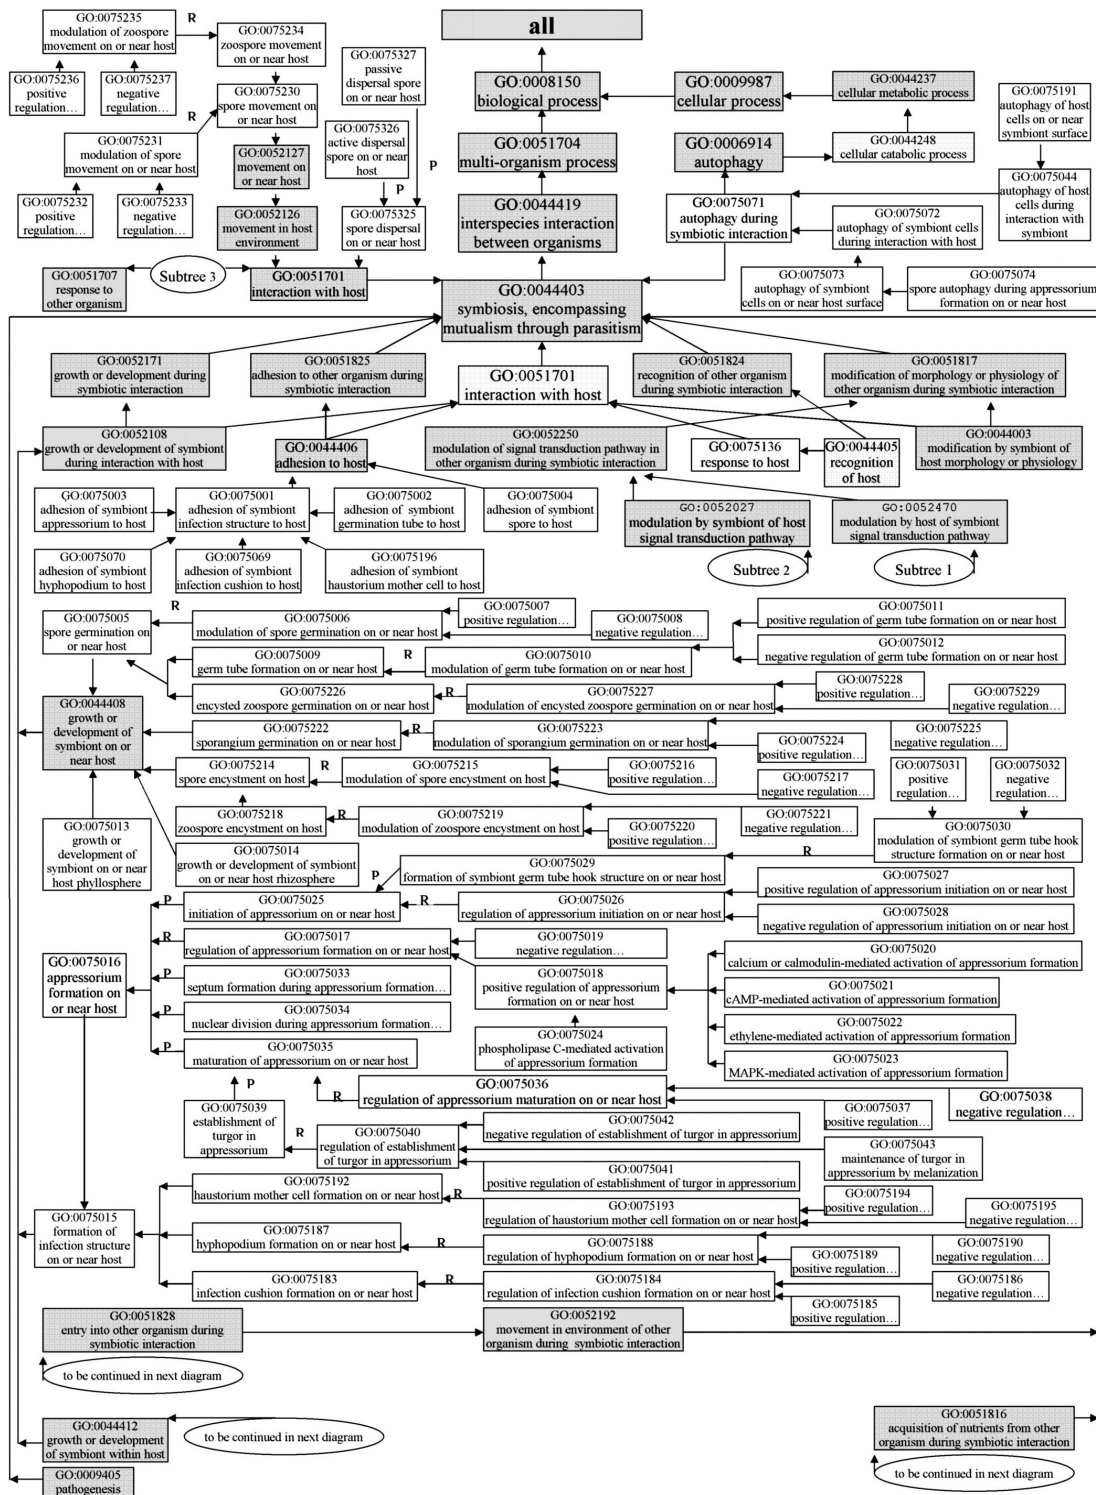 all
GO:0075235
modulation of zoospore
movement on or near host
R
GO:0075234
zoospore movement
on or near host
GO:0075327
passive
dispersal spore
on or near host
GO:0008150
biological process
GO:0009987
cellular process
GO:0044237
cellular metabolic process
GO:0075191
autophagy of host
cells on or near
symbiont surface
GO:0075236
positive
regulation…
GO:0075237
negative
regulation…
GO:0075230
spore movement on
or near host
R
GO:0075231
modulation of spore
movement on or near host
GO:0075326
active dispersal
spore on or near
host
P
P
GO:0051704
multi-organism process
GO:0006914
autophagy
GO:0044248
cellular catabolic process
GO:0052127
movement on
or near host
GO:0075232
positive
regulation…
GO:0075233
negative
regulation…
GO:0052126
movement in host
environment
GO:0075325
spore dispersal
on or near host
GO:0044419
interspecies interaction
between organisms
GO:0075071
autophagy during
symbiotic interaction
GO:0075072
autophagy of symbiont cells
during interaction with host
GO:0075044
autophagy of host
cells during
interaction with
symbiont
GO:0051707
response to
other organism
Subtree 3
GO:0051701
interaction with host
GO:0044403
symbiosis, encompassing
mutualism through parasitism
GO:0075073
autophagy of symbiont
cells on or near host surface
GO:0075074
spore autophagy during appressorium
formation on or near host
GO:0052171
growth or development during
symbiotic interaction
GO:0051825
adhesion to other organism during
symbiotic interaction
GO:0051701
interaction with host
GO:0051824
recognition of other organism
during symbiotic interaction
GO:0051817
modification of morphology or physiology of
other organism during symbiotic interaction
GO:0052108
growth or development of symbiont
during interaction with host
GO:0044406
adhesion to host
GO:0052250
modulation of signal transduction pathway in
other organism during symbiotic interaction
GO:0075136
response to host
GO:0044405
recognition
of host
GO:0044003
modification by symbiont of
host morphology or physiology
GO:0075003
adhesion of symbiont
appressorium to host
GO:0075001
adhesion of symbiont
infection structure to host
GO:0075002
adhesion of symbiont
germination tube to host
GO:0075004
adhesion of symbiont
spore to host
GO:0052027
modulation by symbiont of host
signal transduction pathway
GO:0052470
modulation by host of symbiont
signal transduction pathway
GO:0075070
adhesion of symbiont
hyphopodium to host
GO:0075069
adhesion of symbiont
infection cushion to host
GO:0075196
adhesion of symbiont
haustorium mother cell to host
Subtree 2
Subtree 1
GO:0075005
spore germination on
or near host
R
GO:0075006
modulation of spore germination on or near host
GO:0075007
positive regulation…
GO:0075008
negative regulation…
GO:0075011
positive regulation of germ tube formation on or near host
GO:0075009
germ tube formation on or near host
R
GO:0075010
modulation of germ tube formation on or near host
GO:0075012
negative regulation of germ tube formation on or near host
GO:0075226
encysted zoospore germination on or near host
R
GO:0075227
modulation of encysted zoospore germination on or near host
GO:0075228
positive regulation…
GO:0075229
negative regulation…
GO:0044408
growth or
development of
symbiont on or
near host
GO:0075222
sporangium germination on or near host
R
GO:0075223
modulation of sporangium germination on or near host
GO:0075224
positive regulation…
GO:0075225
negative regulation…
GO:0075214
spore encystment on host
R
GO:0075215
modulation of spore encystment on host
GO:0075216
positive regulation…
GO:0075217
negative regulation…
GO:0075031
positive
regulation…
GO:0075032
negative
regulation…
GO:0075218
zoospore encystment on host
R
GO:0075219
modulation of zoospore encystment on host
GO:0075220
positive regulation…
GO:0075221
negative regulation…
GO:0075030
modulation of symbiont germ tube hook
structure formation on or near host
GO:0075013
growth or
development of
symbiont on or near
host phyllosphere
GO:0075014
growth or development of symbiont
on or near host rhizosphere
GO:0075029
formation of symbiont germ tube hook structure on or near host
R
P
GO:0075027
positive regulation of appressorium initiation on or near host
P
GO:0075025
initiation of appressorium on or near host
R
GO:0075026
regulation of appressorium initiation on or near host
GO:0075028
negative regulation of appressorium initiation on or near host
R
GO:0075017
regulation of appressorium formation on or near host
GO:0075019
negative regulation…
GO:0075020
calcium or calmodulin-mediated activation of appressorium formation
GO:0075016
appressorium
formation on
or near host
P
GO:0075033
septum formation during appressorium formation…
GO:0075018
positive regulation of appressorium
formation on or near host
GO:0075021
cAMP-mediated activation of appressorium formation
P
GO:0075034
nuclear division during appressorium formation…
GO:0075022
ethylene-mediated activation of appressorium formation
P
GO:0075035
maturation of appressorium on or near host
GO:0075024
phospholipase C-mediated activation
of appressorium formation
GO:0075023
MAPK-mediated activation of appressorium formation
P
R
GO:0075036
regulation of appressorium maturation on or near host
GO:0075037
positive regulation…
GO:0075038
negative regulation…
GO:0075039
establishment of
turgor in
appressorium
R
GO:0075040
regulation of establishment
of turgor in appressorium
GO:0075042
negative regulation of establishment of turgor in appressorium
GO:0075043
maintenance of turgor in
appressorium by melanization
GO:0075041
positive regulation of establishment of turgor in appressorium
GO:0075192
haustorium mother cell formation on or near host
R
GO:0075193
regulation of haustorium mother cell formation on or near host
GO:0075194
positive regulation…
GO:0075195
negative regulation…
GO:0075015
formation of
infection structure
on or near host
GO:0075187
hyphopodium formation on or near host
R
GO:0075188
regulation of hyphopodium formation on or near host
GO:0075189
positive regulation…
GO:0075190
negative regulation…
GO:0075183
infection cushion formation on or near host
R
GO:0075184
regulation of infection cushion formation on or near host
GO:0075185
positive regulation…
GO:0075186
negative regulation…
GO:0051828
entry into other organism during
symbiotic interaction
GO:0052192
movement in environment of other
organism during symbiotic interaction
to be continued in next diagram
GO:0044412
growth or development
of symbiont within host
to be continued in next diagram
GO:0051816
acquisition of nutrients from other
organism during symbiotic interaction
GO:0009405
pathogenesis
to be continued in next diagram